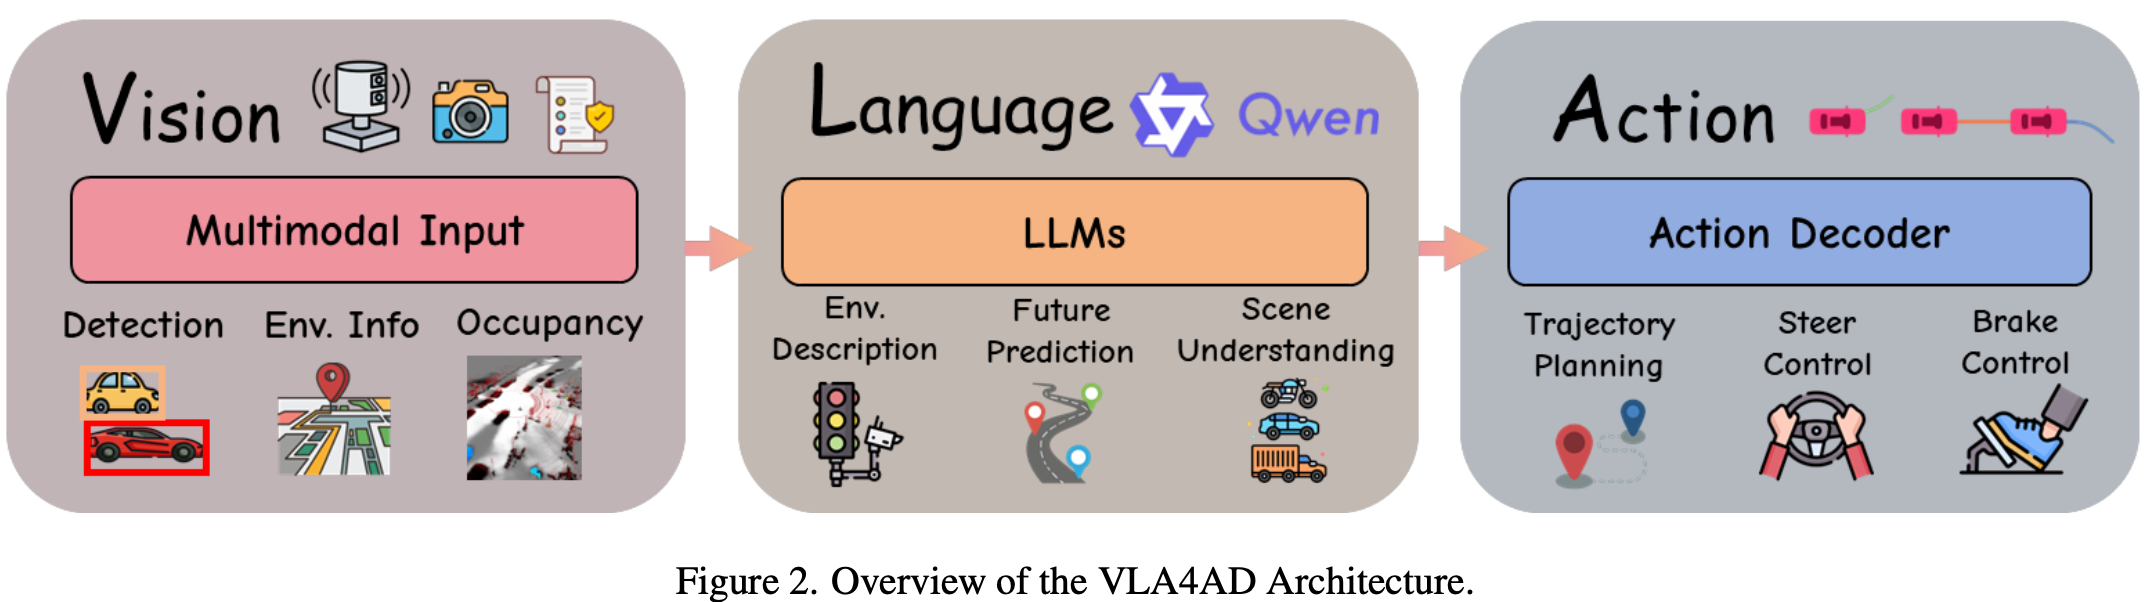 Vision
Multimodal Input
Detection
Env. Info
Occupancy
Language
Qwen
LLMs
Env.
Description
Future
Prediction
Scene
Understanding
Action
Action Decoder
Trajectory
Planning
Steer
Control
Brake
Control
Figure 2. Overview of the VLA4AD Architecture.